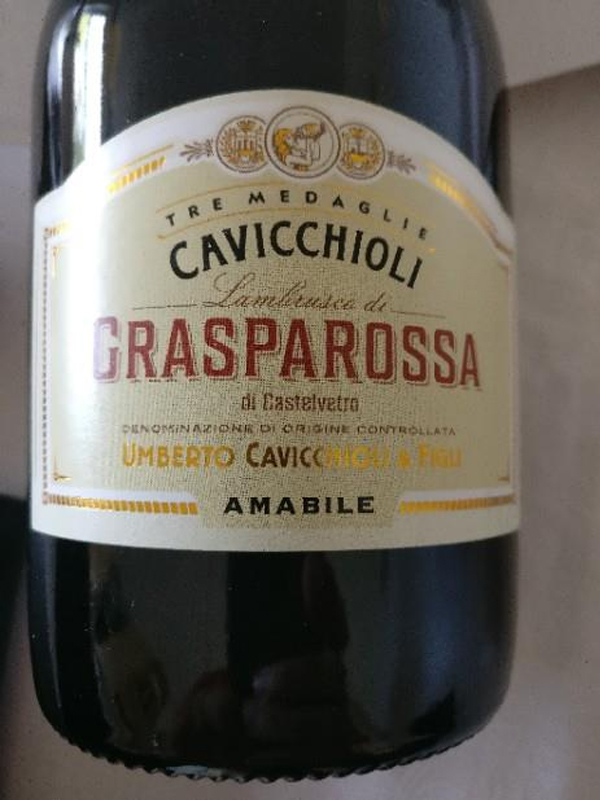 TRE MEDAGLIE
CAVICCHIOLI
Lambrusco di
GRASPAROSSA
di Castelvetro
DENOMINAZIONE DI ORIGINE CONTROLLATA
UMBERTO CAVICCHIOLI & FIGLI
AMABILE